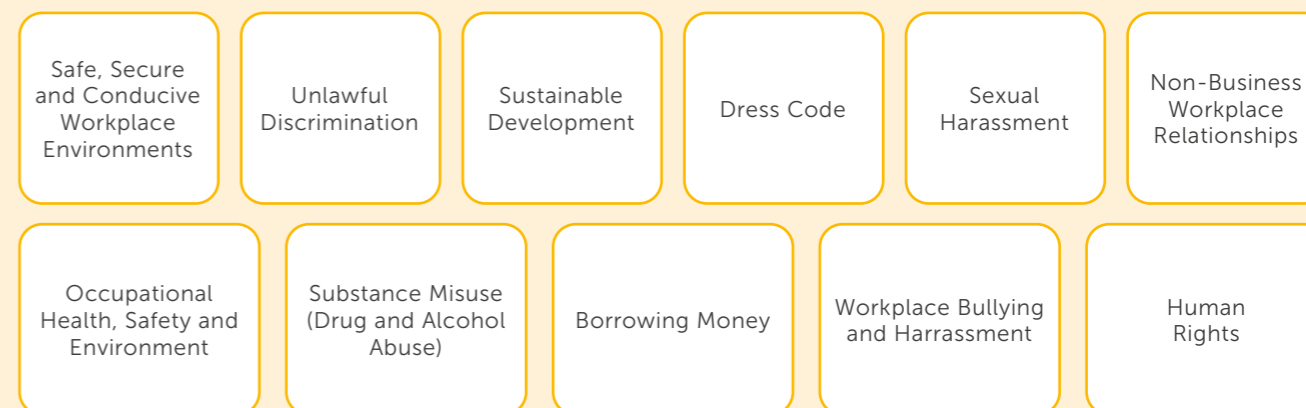 Safe, Secure
and Conducive
Workplace
Environments
Unlawful
Discrimination
Sustainable
Development
Dress Code
Sexual
Harassment
Non-Business
Workplace
Relationships
Occupational
Health, Safety and
Environment
Substance Misuse
(Drug and Alcohol
Abuse)
Borrowing Money
Workplace Bullying
and Harrassment
Human
Rights